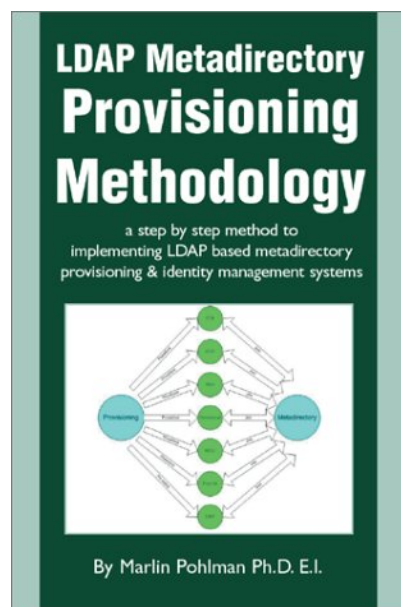 LDAP Metadirectory
Provisioning
Methodology
a step by step method to
implementing LDAP based metadirectory
provisioning & identity management systems
Provisioning
Metadirectory
By Marlin Pohlman Ph.D. E.I.